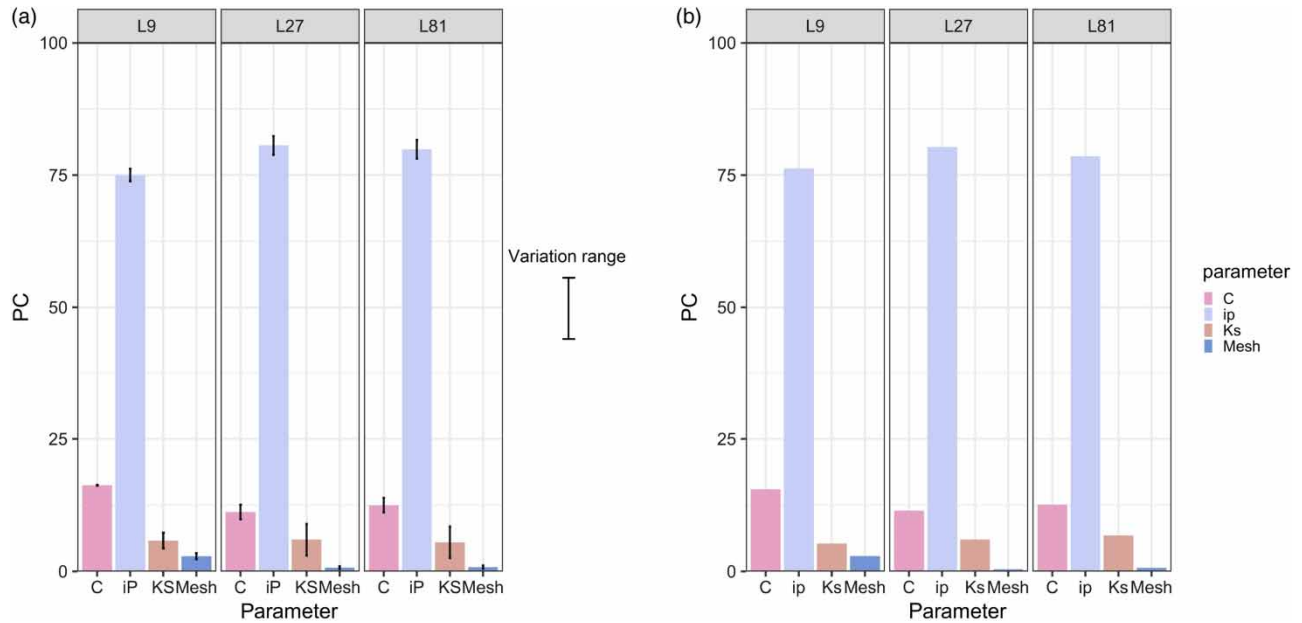 (a)
L9 L27 L81
100
75
50
25
0
PC
C iP KS Mesh C iP KS Mesh C iP KS Mesh
Parameter
Variation range
(b)
L9 L27 L81
100
75
50
25
0
PC
C ip Ks Mesh C ip Ks Mesh C ip Ks Mesh
Parameter
parameter
C
ip
Ks
Mesh